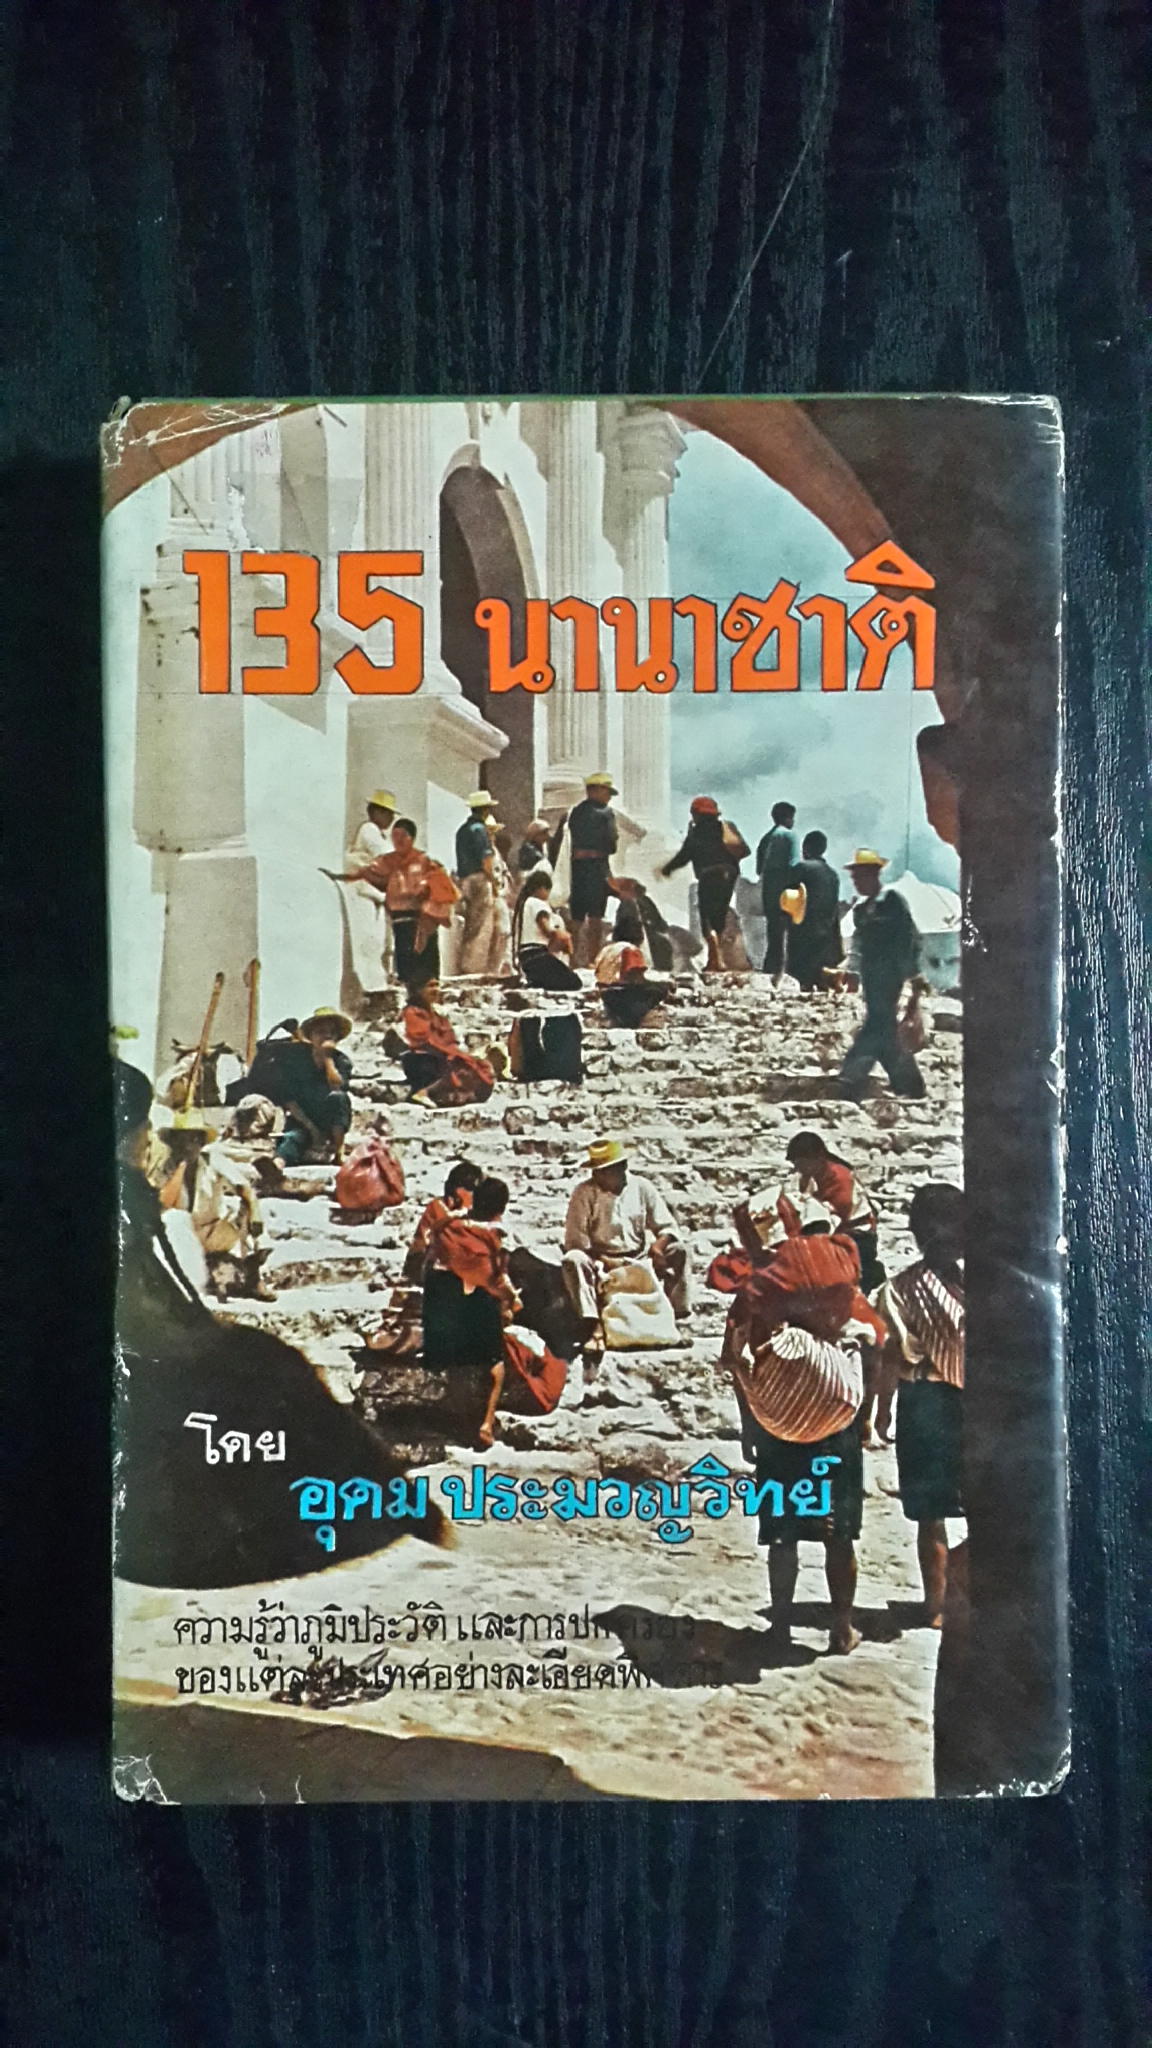 135 นานาชาติ
โดย
อุดม ประมวญวิทย์
ความรู้ว่าภูมิประวัติ และการปกครอง
ของแต่ละประเทศอย่างละเอียดพิศดาร